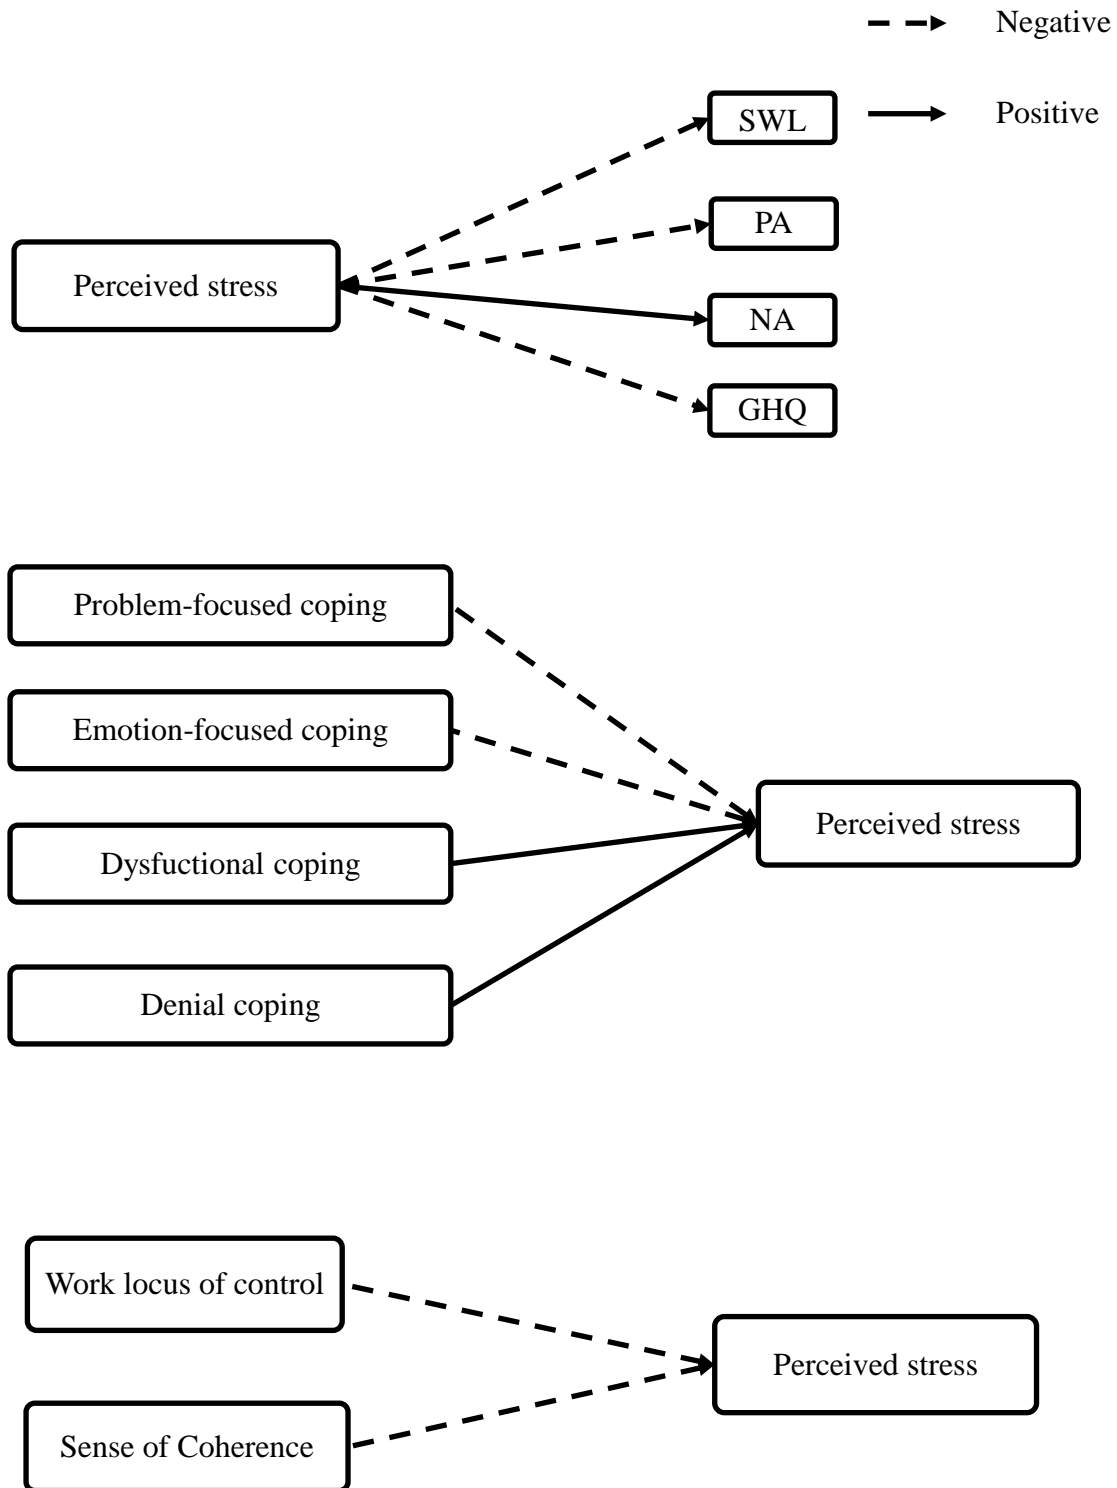 Negative
SWL
Positive
PA
Perceived stress
NA
GHQ
Problem-focused coping
Emotion-focused coping
Perceived stress
Dysfuctional coping
Denial coping
Work locus of control
Perceived stress
Sense of Coherence